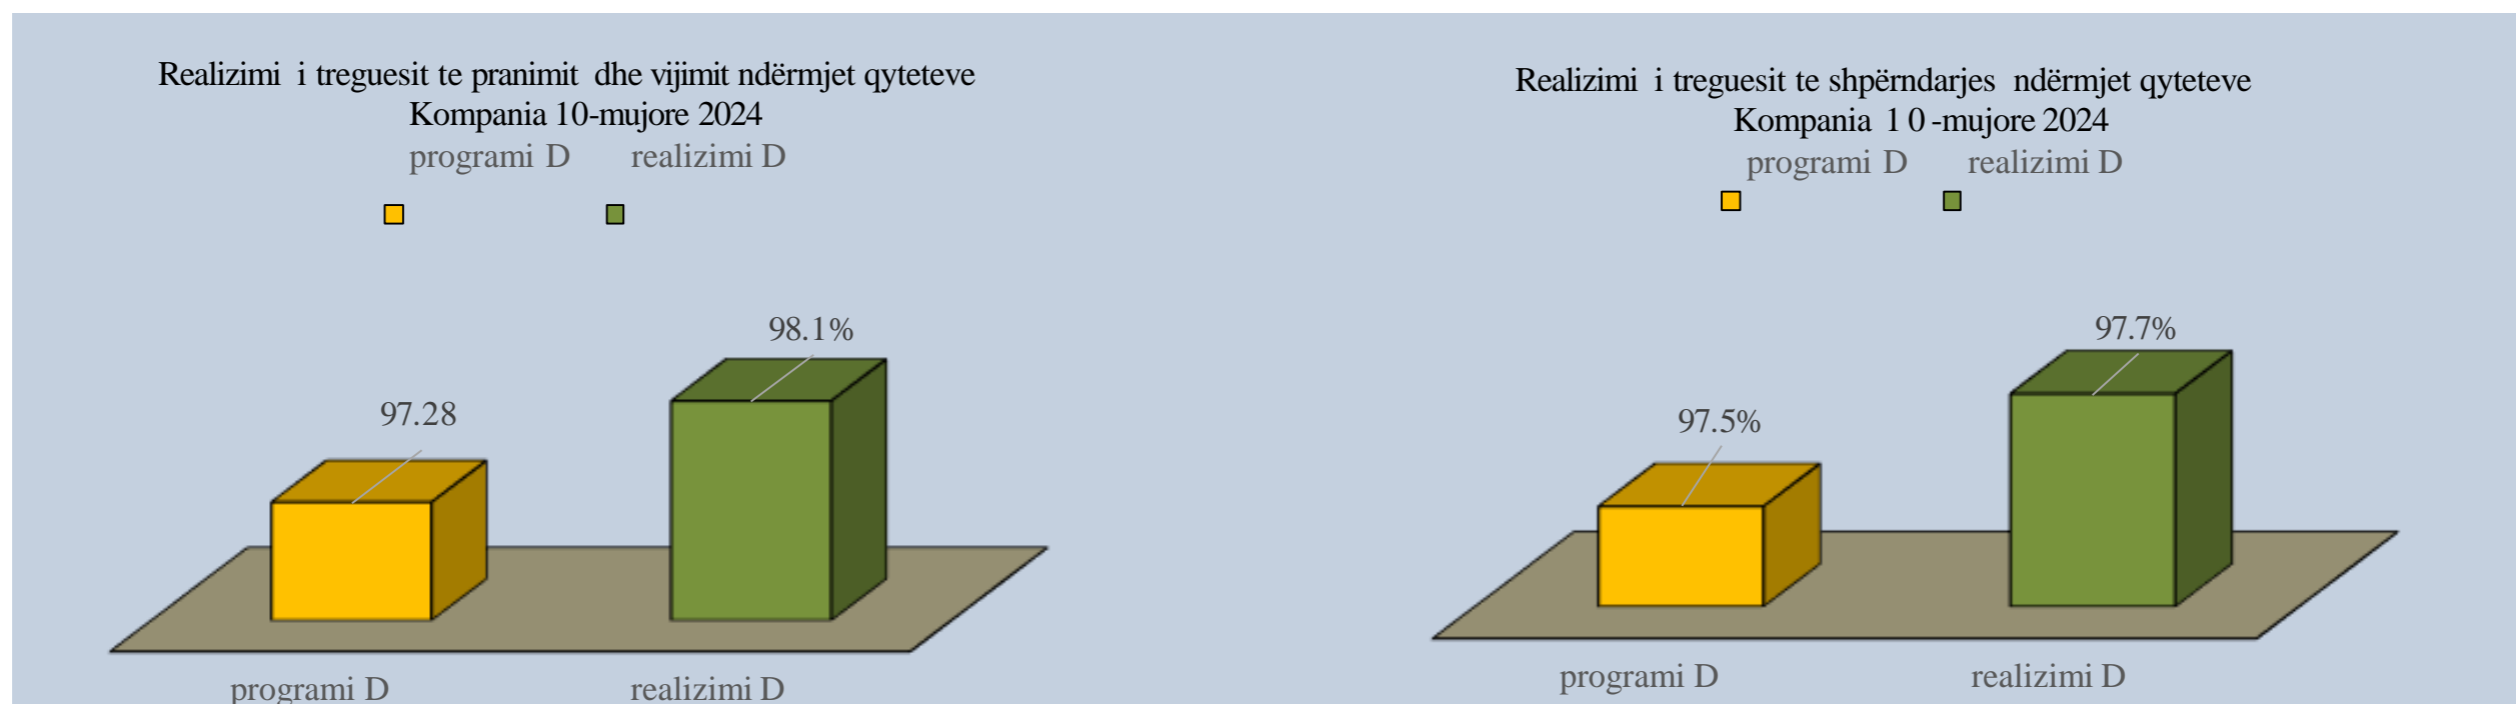 Realizimi i treguesit te pranimit dhe vijimit ndërmjet qyteteve
Kompania 10-mujore 2024
programi D realizimi D
98.1%
97.28
programi D realizimi D
Realizimi i treguesit te shpërndarjes ndërmjet qyteteve
Kompania 1 0 -mujore 2024
programi D realizimi D
97.7%
97.5%
programi D realizimi D